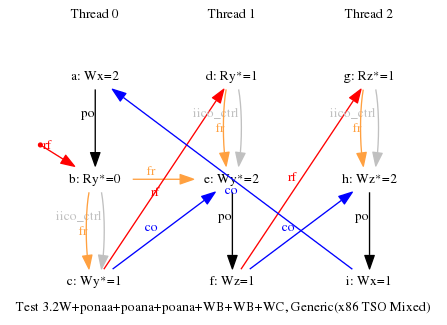 Thread 0 Thread 1 Thread 2
a: Wx=2 d: Ry*=1 g: Rz*=1
po iico_ctrl iico_ctrl
fr fr
rf
fr rf
b: Ry*=0 e: Wy*=2 h: Wz*=2
rf co
iico_ctrl po po
fr co co
c: Wy*=1 f: Wz=1 i: Wx=1
Test 3.2W+ponaa+poana+poana+WB+WB+WC, Generic(x86 TSO Mixed)